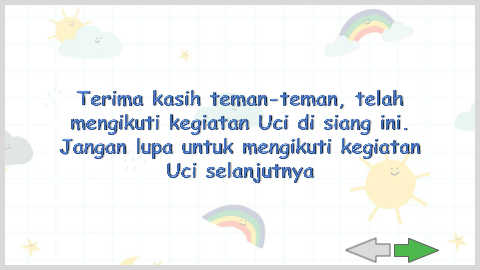 Terima kasih teman-teman, telah
mengikuti kegiatan Uci di siang ini.
Jangan lupa untuk mengikuti kegiatan
Uci selanjutnya